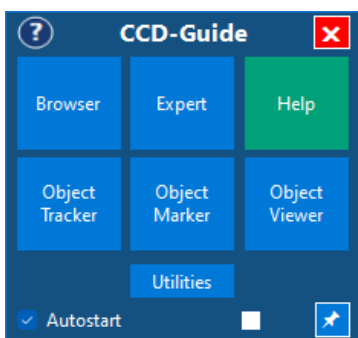 ? CCD-Guide
Browser Expert Help
Object Object Object
Tracker Marker Viewer
Utilities
Autostart